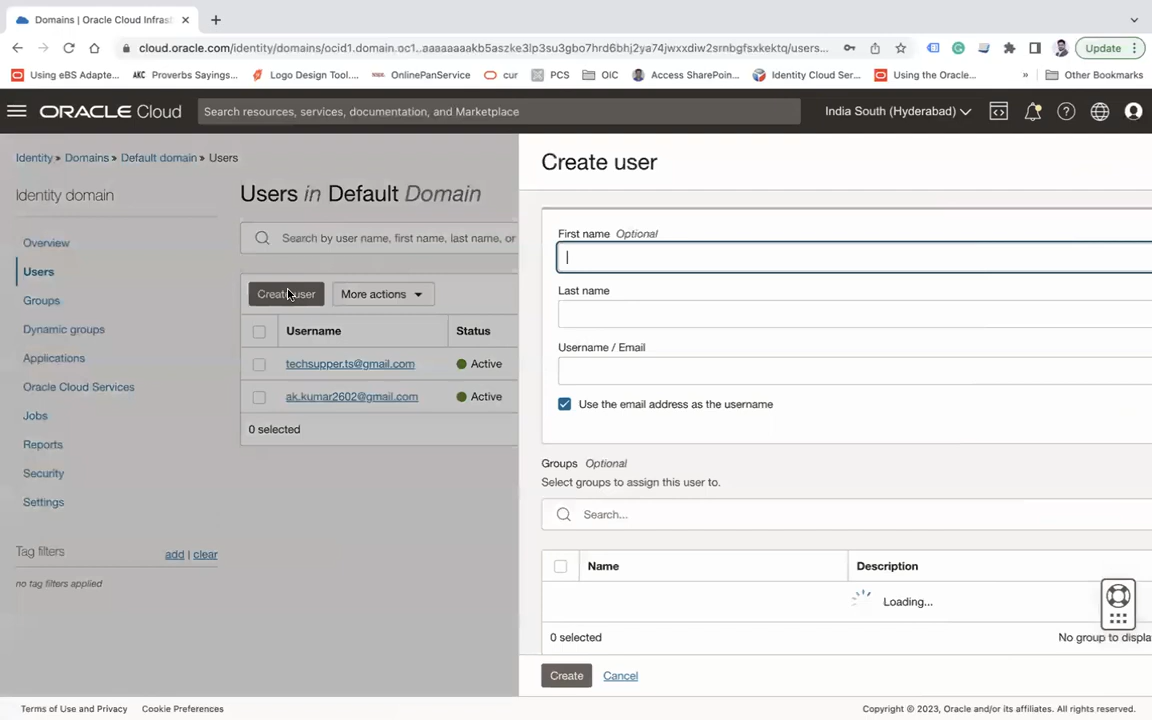 Domains | Oracle Cloud Infrast
cloud.oracle.com/identity/domains/ocid1.domain.oc1..aaaaaaaakb5aszke3lp3su3gbo7hrd6bhj2ya74jwxxdiw2srnbgfsxkektq/users...
Update
Using eBS Adapte...
AKC Proverbs Sayings...
Logo Design Tool....
OnlinePanService
cur
PCS
OIC
Access SharePoin...
Identity Cloud Ser...
Using the Oracle...
»
Other Bookmarks
ORACLE Cloud
Search resources, services, documentation, and Marketplace
India South (Hyderabad)
Identity » Domains » Default domain » Users
Identity domain
Overview
Users
Groups
Dynamic groups
Applications
Oracle Cloud Services
Jobs
Reports
Security
Settings
Tag filters
add | clear
no tag filters applied
Users in Default Domain
Search by user name, first name, last name, or
Create user
More actions
Username Status
techsupper.ts@gmail.com Active
ak.kumar2602@gmail.com Active
0 selected
Create user
First name Optional
Last name
Username / Email
Use the email address as the username
Groups Optional
Select groups to assign this user to.
Search...
Name Description
Loading...
0 selected
No group to displa
Create
Cancel
Terms of Use and Privacy
Cookie Preferences
Copyright © 2023, Oracle and/or its affiliates. All rights reserved.